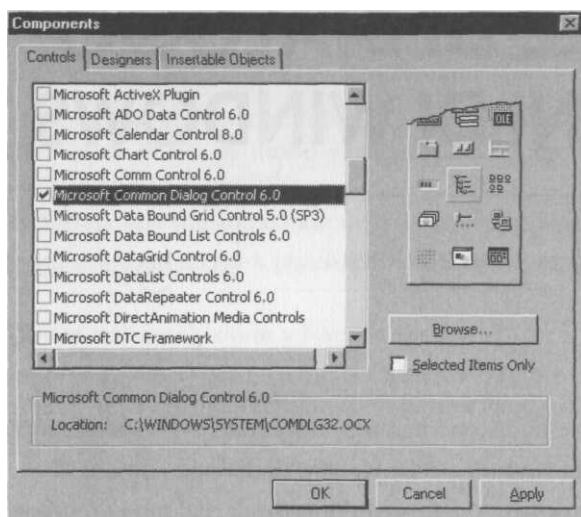 Components
Controls
Designers
Insertable Objects
Microsoft ActiveX Plugin
Microsoft ADO Data Control 6.0
Microsoft Calendar Control 8.0
Microsoft Chart Control 6.0
Microsoft Comm Control 6.0
Microsoft Common Dialog Control 6.0
Microsoft Data Bound Grid Control 5.0 (SP3)
Microsoft Data Bound List Controls 6.0
Microsoft DataGrid Control 6.0
Microsoft DataList Controls 6.0
Microsoft DataRepeater Control 6.0
Microsoft DirectAnimation Media Controls
Microsoft DTC Framework
OLE
Browse...
Selected Items Only
Microsoft Common Dialog Control 6.0
Location: C:\WINDOWS\SYSTEM\COMDLG32.OCX
OK
Cancel
Apply